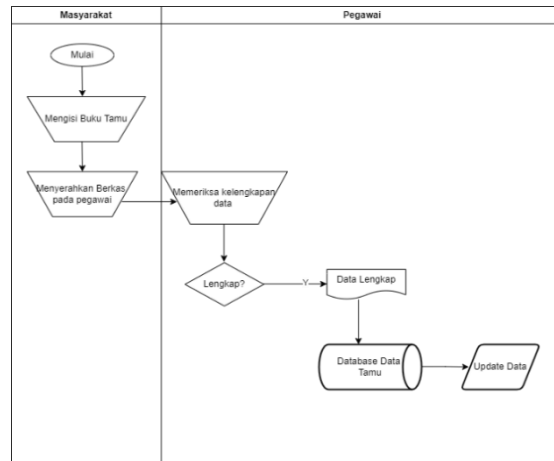 Masyarakat
Pegawai
Mulai
Mengisi Buku Tamu
Menyerahkan Berkas
pada pegawai
Memeriksa kelengkapan
data
Lengkap?
Y
Data Lengkap
Database Data
Tamu
Update Data